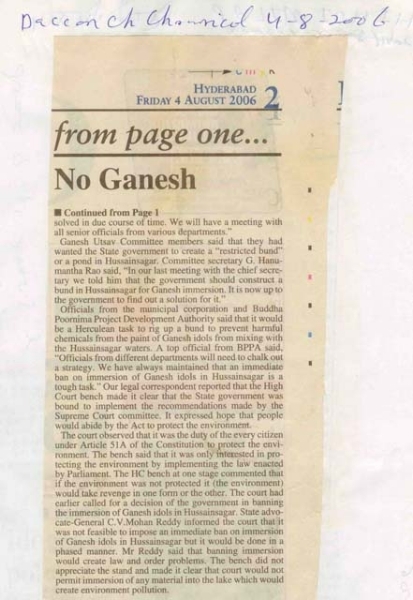 Daccan ch Chronicd 4-8-2006
HYDERABAD
FRIDAY 4 AUGUST 2006 2
from page one...
No Ganesh
■ Continued from Page 1
solved in due course of time. We will have a meeting with
all senior officials from various departments."
Ganesh Utsav Committee members said that they had
wanted the State government to create a "restricted bund"
or a pond in Hussainsagar. Committee secretary G. Hanu-
mantha Rao said, "In our last meeting with the chief secre-
tary we told him that the government should construct a
bund in Hussainsagar for Ganesh immersion. It is now up to
the government to find out a solution for it."
Officials from the municipal corporation and Buddha
Poornima Project Development Authority said that it would
be a Herculean task to rig up a bund to prevent harmful
chemicals from the paint of Ganesh idols from mixing with
the Hussainsagar waters. A top official from BPPA said,
"Officials from different departments will need to chalk out
a strategy. We have always maintained that an immediate
ban on immersion of Ganesh idols in Hussainsagar is a
tough task." Our legal correspondent reported that the High
Court bench made it clear that the State government was
bound to implement the recommendations made by the
Supreme Court committee. It expressed hope that people
would abide by the Act to protect the environment.
The court observed that it was the duty of the every citizen
under Article 51A of the Constitution to protect the envi-
ronment. The bench said that it was only interested in pro-
tecting the environment by implementing the law enacted
by Parliament. The HC bench at one stage commented that
if the environment was not protected it (the environment)
would take revenge in one form or the other. The court had
earlier called for a decision of the government in banning
the immersion of Ganesh idols in Hussainsagar. State advo-
cate-General C.V.Mohan Reddy informed the court that it
was not feasible to impose an immediate ban on immersion
of Ganesh idols in Hussainsagar but it would be done in a
phased manner. Mr Reddy said that banning immersion
would create law and order problems. The bench did not
appreciate the stand and made it clear that court would not
permit immersion of any material into the lake which would
create environment pollution.